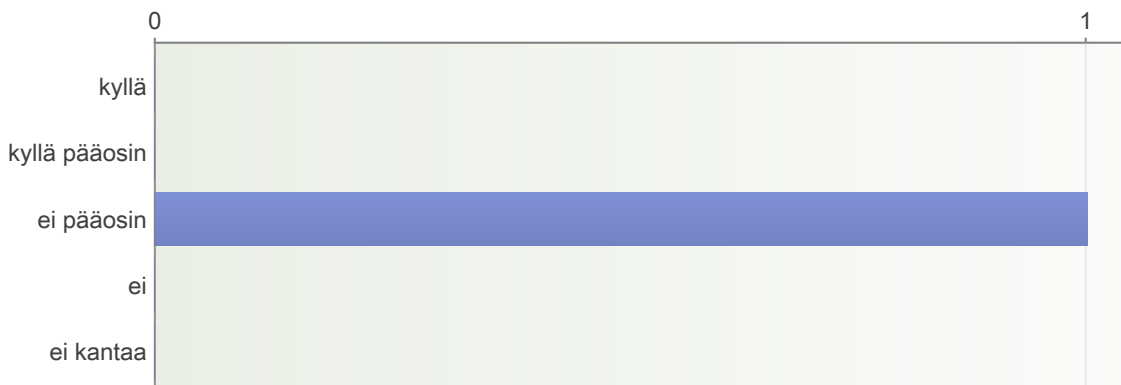 0 1
kyllä
kyllä pääosin
ei pääosin
ei
ei kantaa